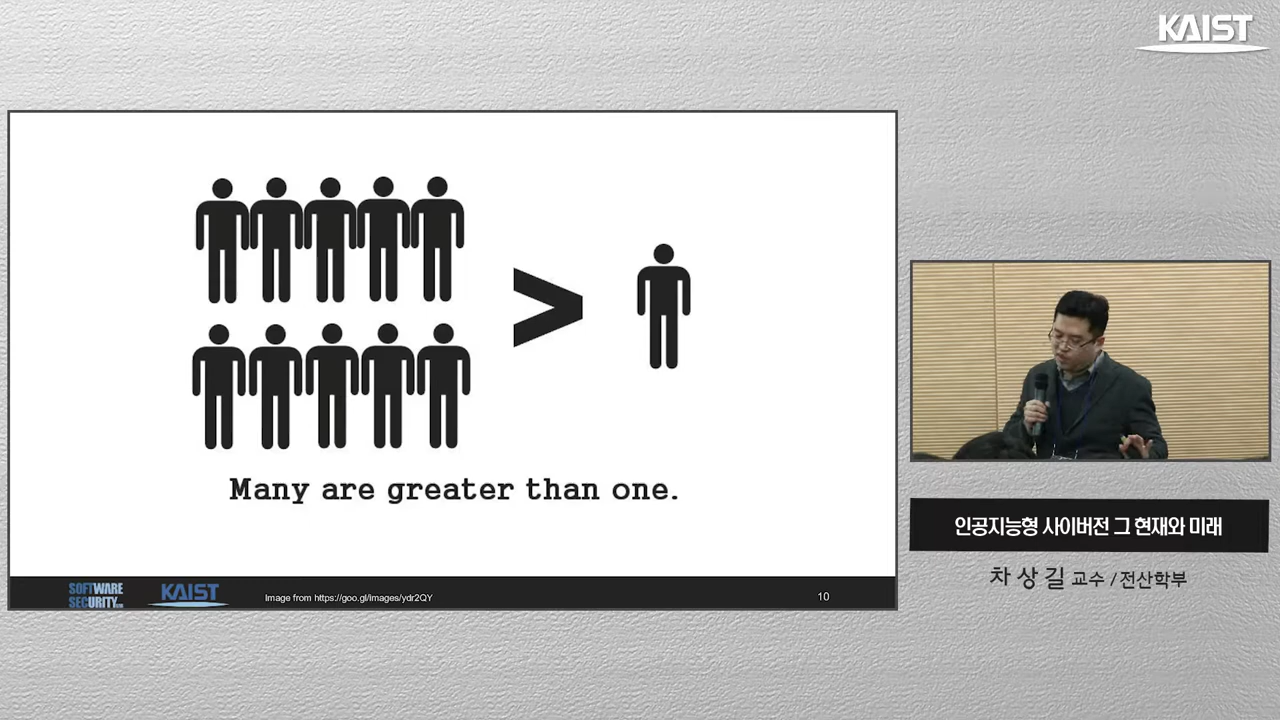 KAIST
>
Many are greater than one.
SOFTWARE
SECURITY
KAIST
Image from https://goo.gl/images/ydr2QY
10
인공지능형 사이버전 그 현재와 미래
차상길 교수 / 전산학부